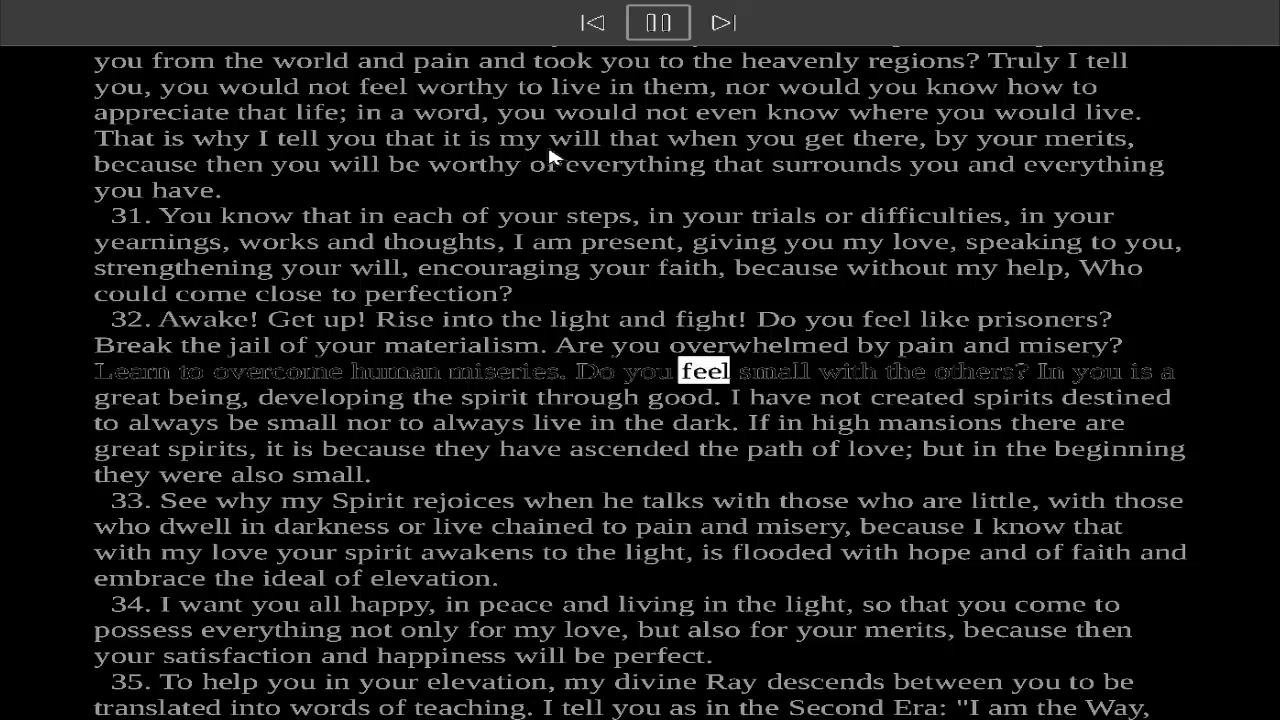 you from the world and pain and took you to the heavenly regions? Truly I tell
you, you would not feel worthy to live in them, nor would you know how to
appreciate that life; in a word, you would not even know where you would live.
That is why I tell you that it is my will that when you get there, by your merits,
because then you will be worthy of everything that surrounds you and everything
you have.
31. You know that in each of your steps, in your trials or difficulties, in your
yearnings, works and thoughts, I am present, giving you my love, speaking to you,
strengthening your will, encouraging your faith, because without my help, Who
could come close to perfection?
32. Awake! Get up! Rise into the light and fight! Do you feel like prisoners?
Break the jail of your materialism. Are you overwhelmed by pain and misery?
Learn to overcome human miseries. Do you feel small with the others? In you is a
great being, developing the spirit through good. I have not created spirits destined
to always be small nor to always live in the dark. If in high mansions there are
great spirits, it is because they have ascended the path of love; but in the beginning
they were also small.
33. See why my Spirit rejoices when he talks with those who are little, with those
who dwell in darkness or live chained to pain and misery, because I know that
with my love your spirit awakens to the light, is flooded with hope and of faith and
embrace the ideal of elevation.
34. I want you all happy, in peace and living in the light, so that you come to
possess everything not only for my love, but also for your merits, because then
your satisfaction and happiness will be perfect.
35. To help you in your elevation, my divine Ray descends between you to be
translated into words of teaching. I tell you as in the Second Era: "I am the Way,